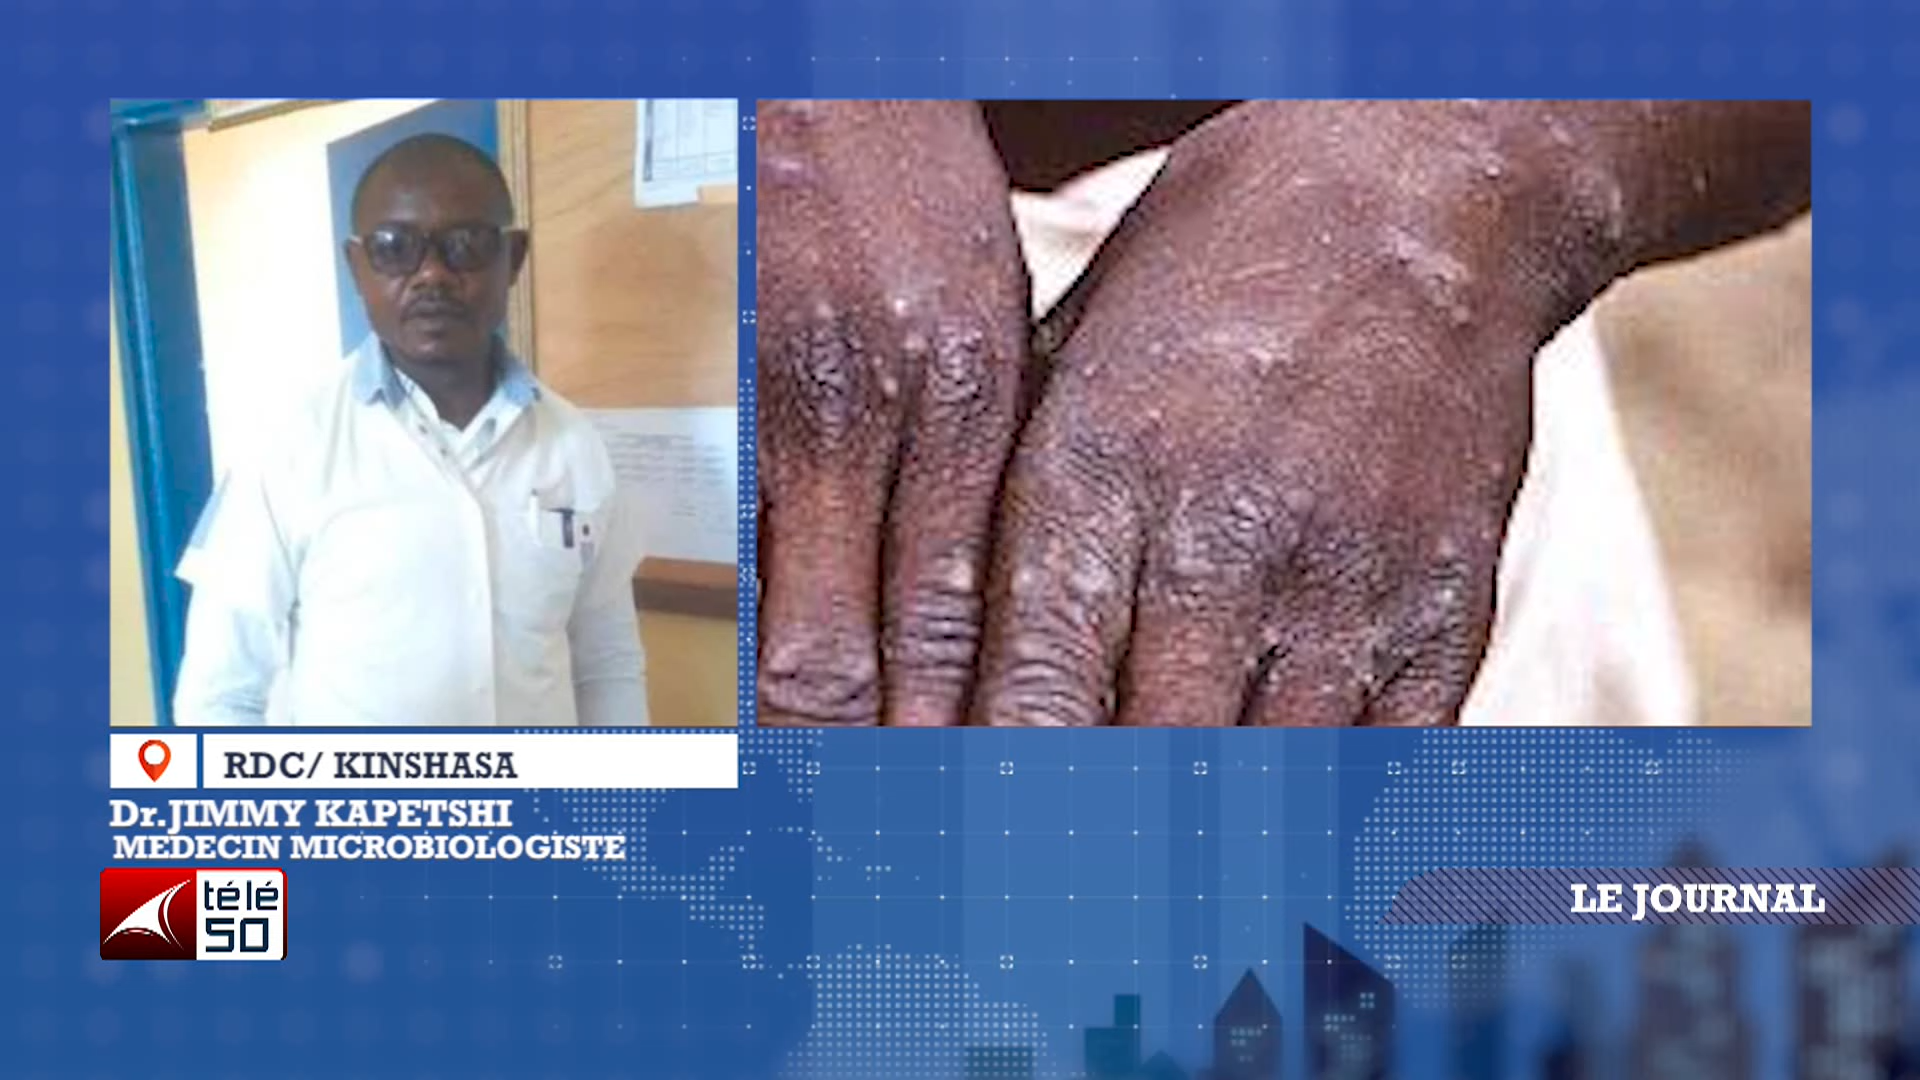 RDC/ KINSHASA
Dr.JIMMY KAPETSHI
MEDECIN MICROBIOLOGISTE
télé
50
LE JOURNAL